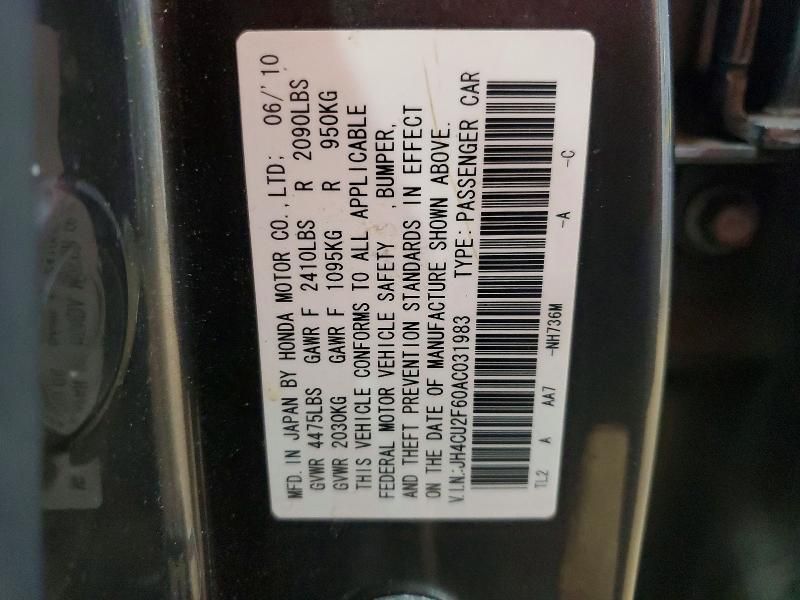 MFD. IN JAPAN BY HONDA MOTOR CO., LTD; 06/'10
GVWR 4475LBS GAWR F 2410LBS R 2090LBS
GVWR 2030KG GAWR F 1095KG R 950KG
THIS VEHICLE CONFORMS TO ALL APPLICABLE
FEDERAL MOTOR VEHICLE SAFETY , BUMPER,
AND THEFT PREVENTION STANDARDS IN EFFECT
ON THE DATE OF MANUFACTURE SHOWN ABOVE.
V.I.N.:JH4CU2F60AC031983 TYPE: PASSENGER CAR
TL2 A AA7 -NH736M -A -C